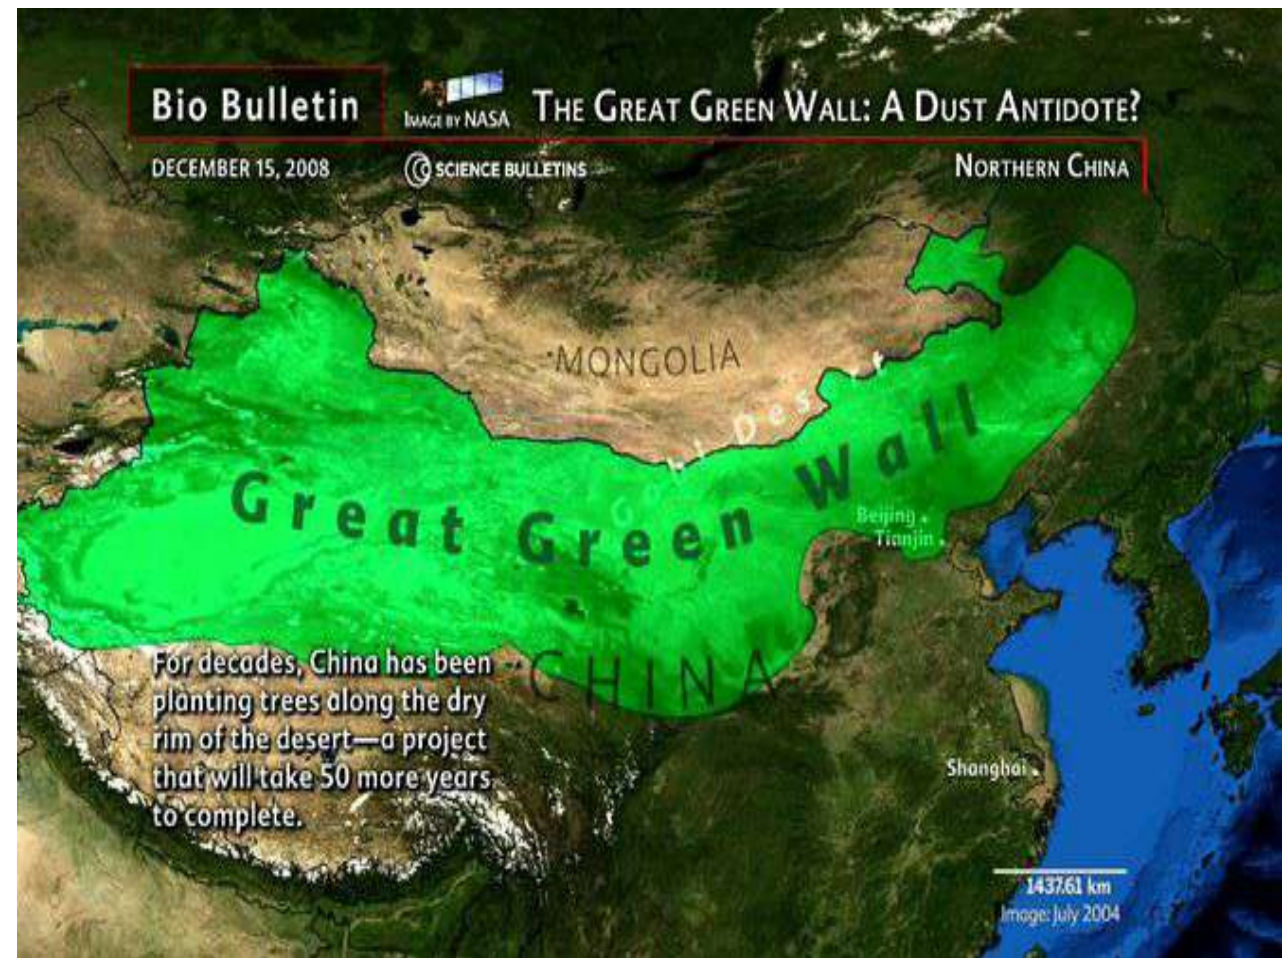 Bio Bulletin
IMAGE BY NASA
THE GREAT GREEN WALL: A DUST ANTIDOTE?
DECEMBER 15, 2008
SCIENCE BULLETINS
NORTHERN CHINA
MONGOLIA
Gobi Desert
Great Green Wall
Beijing
Tianjin
CHINA
For decades, China has been
planting trees along the dry
rim of the desert—a project
that will take 50 more years
to complete.
Shanghai
1437.61 km
Image: July 2004